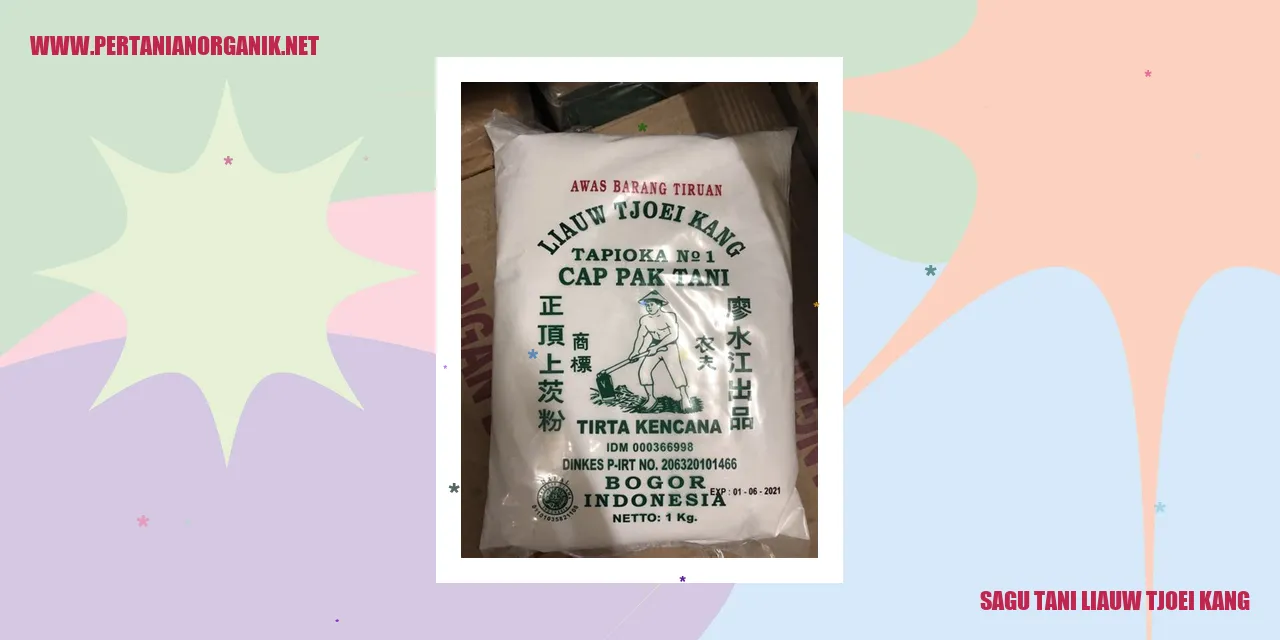 WWW.PERTANIANORGANIK.NET
AWAS BARANG TIRUAN
LIAUW TJOEI KANG
TAPIOKA No 1
CAP PAK TANI
正頂上茨粉
商標
农夫
廖水江出品
TIRTA KENCANA
IDM 000366998
DINKES P-IRT NO. 206320101466
BOGOR
EXP : 01 - 06 - 2021
INDONESIA
NETTO: 1 Kg.
SAGU TANI LIAUW TJOEI KANG